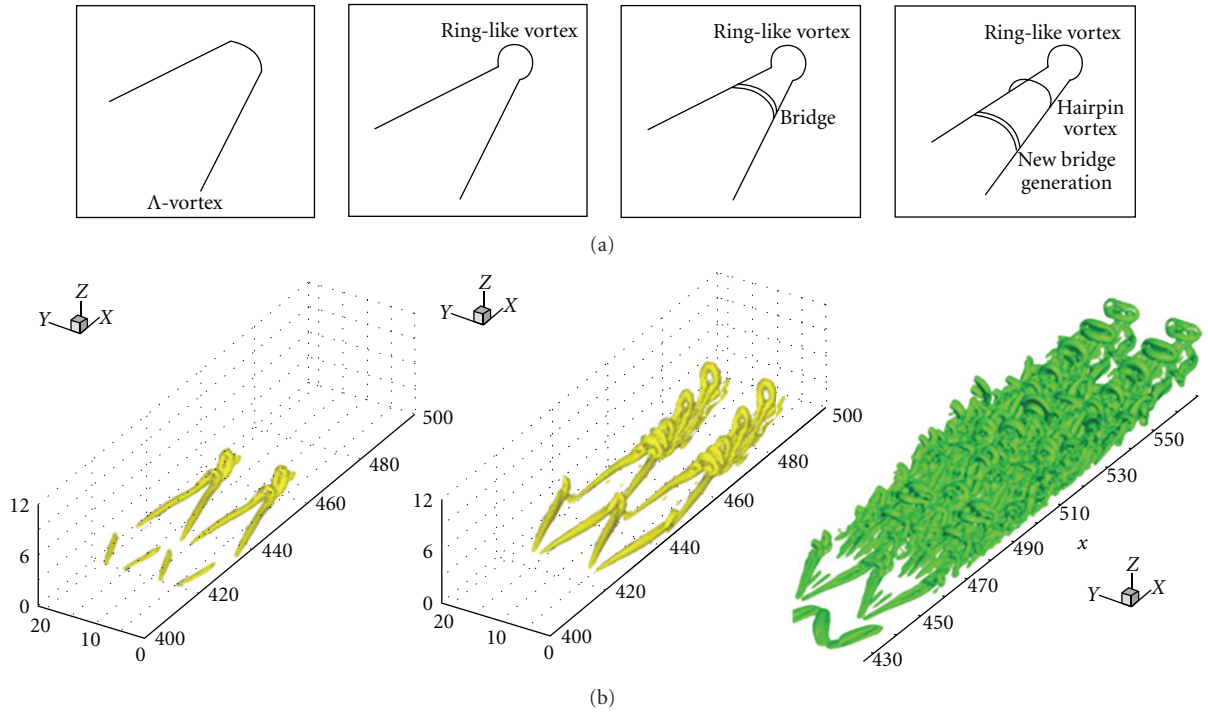 Λ-vortex
Ring-like vortex
Ring-like vortex
Bridge
Ring-like vortex
Hairpin
vortex
New bridge
generation
(a)
Z
Y
X
12
6
0
20
10
0
400
420
440
460
480
500
Z
Y
X
12
6
0
20
10
0
400
420
440
460
480
500
430
450
470
490
510
530
550
x
Z
Y
X
(b)